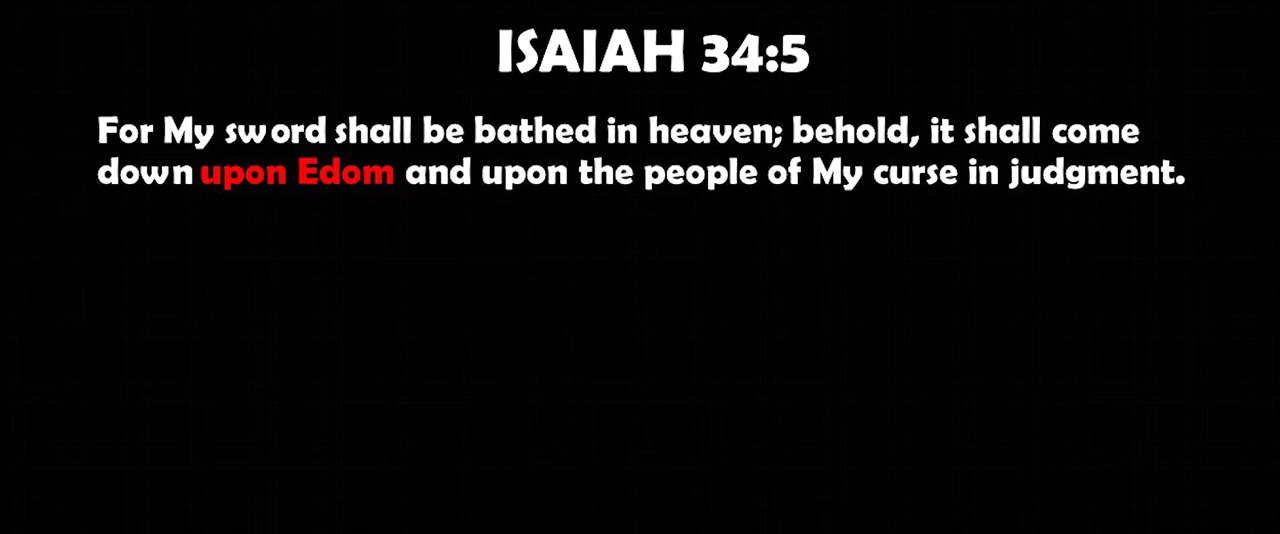 ISAIAH 34:5
For My sword shall be bathed in heaven; behold, it shall come
down upon Edom and upon the people of My curse in judgment.